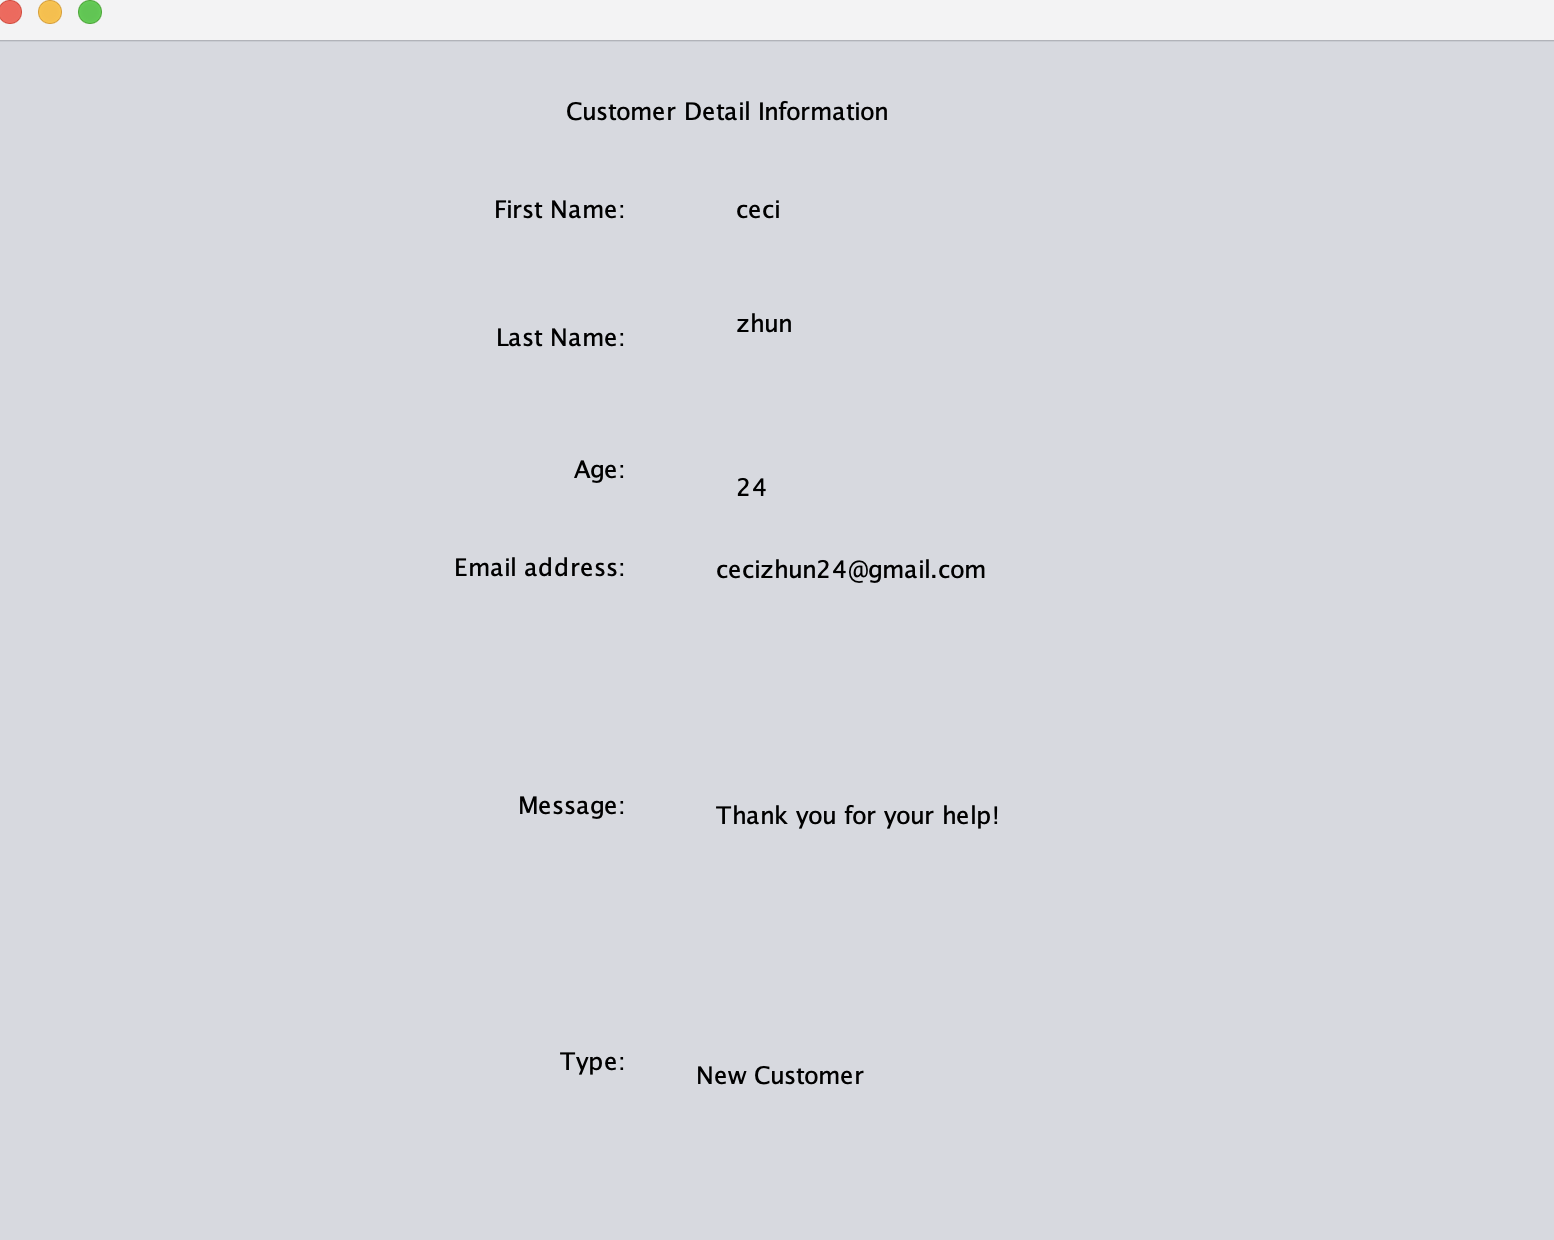 Customer Detail Information
First Name: ceci
Last Name: zhun
Age: 24
Email address: cecizhun24@gmail.com
Message: Thank you for your help!
Type: New Customer